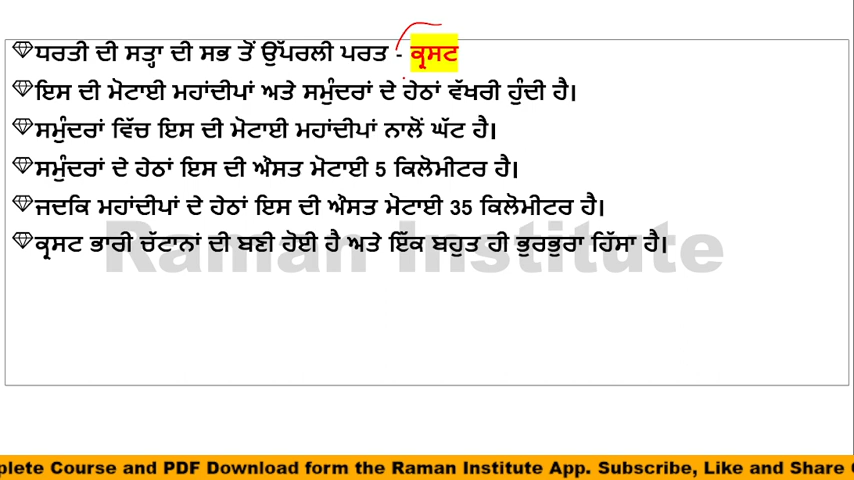 ਧਰਤੀ ਦੀ ਸਤ੍ਹਾ ਦੀ ਸਭ ਤੋਂ ਉੱਪਰਲੀ ਪਰਤ - ਕ੍ਰਸਟ
ਇਸ ਦੀ ਮੋਟਾਈ ਮਹਾਂਦੀਪਾਂ ਅਤੇ ਸਮੁੰਦਰਾਂ ਦੇ ਹੇਠਾਂ ਵੱਖਰੀ ਹੁੰਦੀ ਹੈ।
ਸਮੁੰਦਰਾਂ ਵਿੱਚ ਇਸ ਦੀ ਮੋਟਾਈ ਮਹਾਂਦੀਪਾਂ ਨਾਲੋਂ ਘੱਟ ਹੈ।
ਸਮੁੰਦਰਾਂ ਦੇ ਹੇਠਾਂ ਇਸ ਦੀ ਔਸਤ ਮੋਟਾਈ 5 ਕਿਲੋਮੀਟਰ ਹੈ।
ਜਦਕਿ ਮਹਾਂਦੀਪਾਂ ਦੇ ਹੇਠਾਂ ਇਸ ਦੀ ਔਸਤ ਮੋਟਾਈ 35 ਕਿਲੋਮੀਟਰ ਹੈ।
ਕ੍ਰਸਟ ਭਾਰੀ ਚੱਟਾਨਾਂ ਦੀ ਬਣੀ ਹੋਈ ਹੈ ਅਤੇ ਇੱਕ ਬਹੁਤ ਹੀ ਭੁਰਭੁਰਾ ਹਿੱਸਾ ਹੈ।
Raman Institute
plete Course and PDF Download form the Raman Institute App. Subscribe, Like and Share